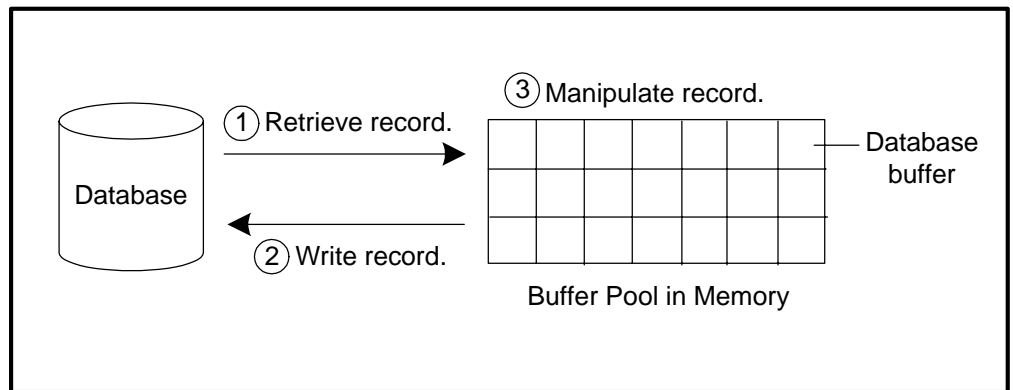 ③ Manipulate record.
① Retrieve record.
Database
buffer
Database
② Write record.
Buffer Pool in Memory